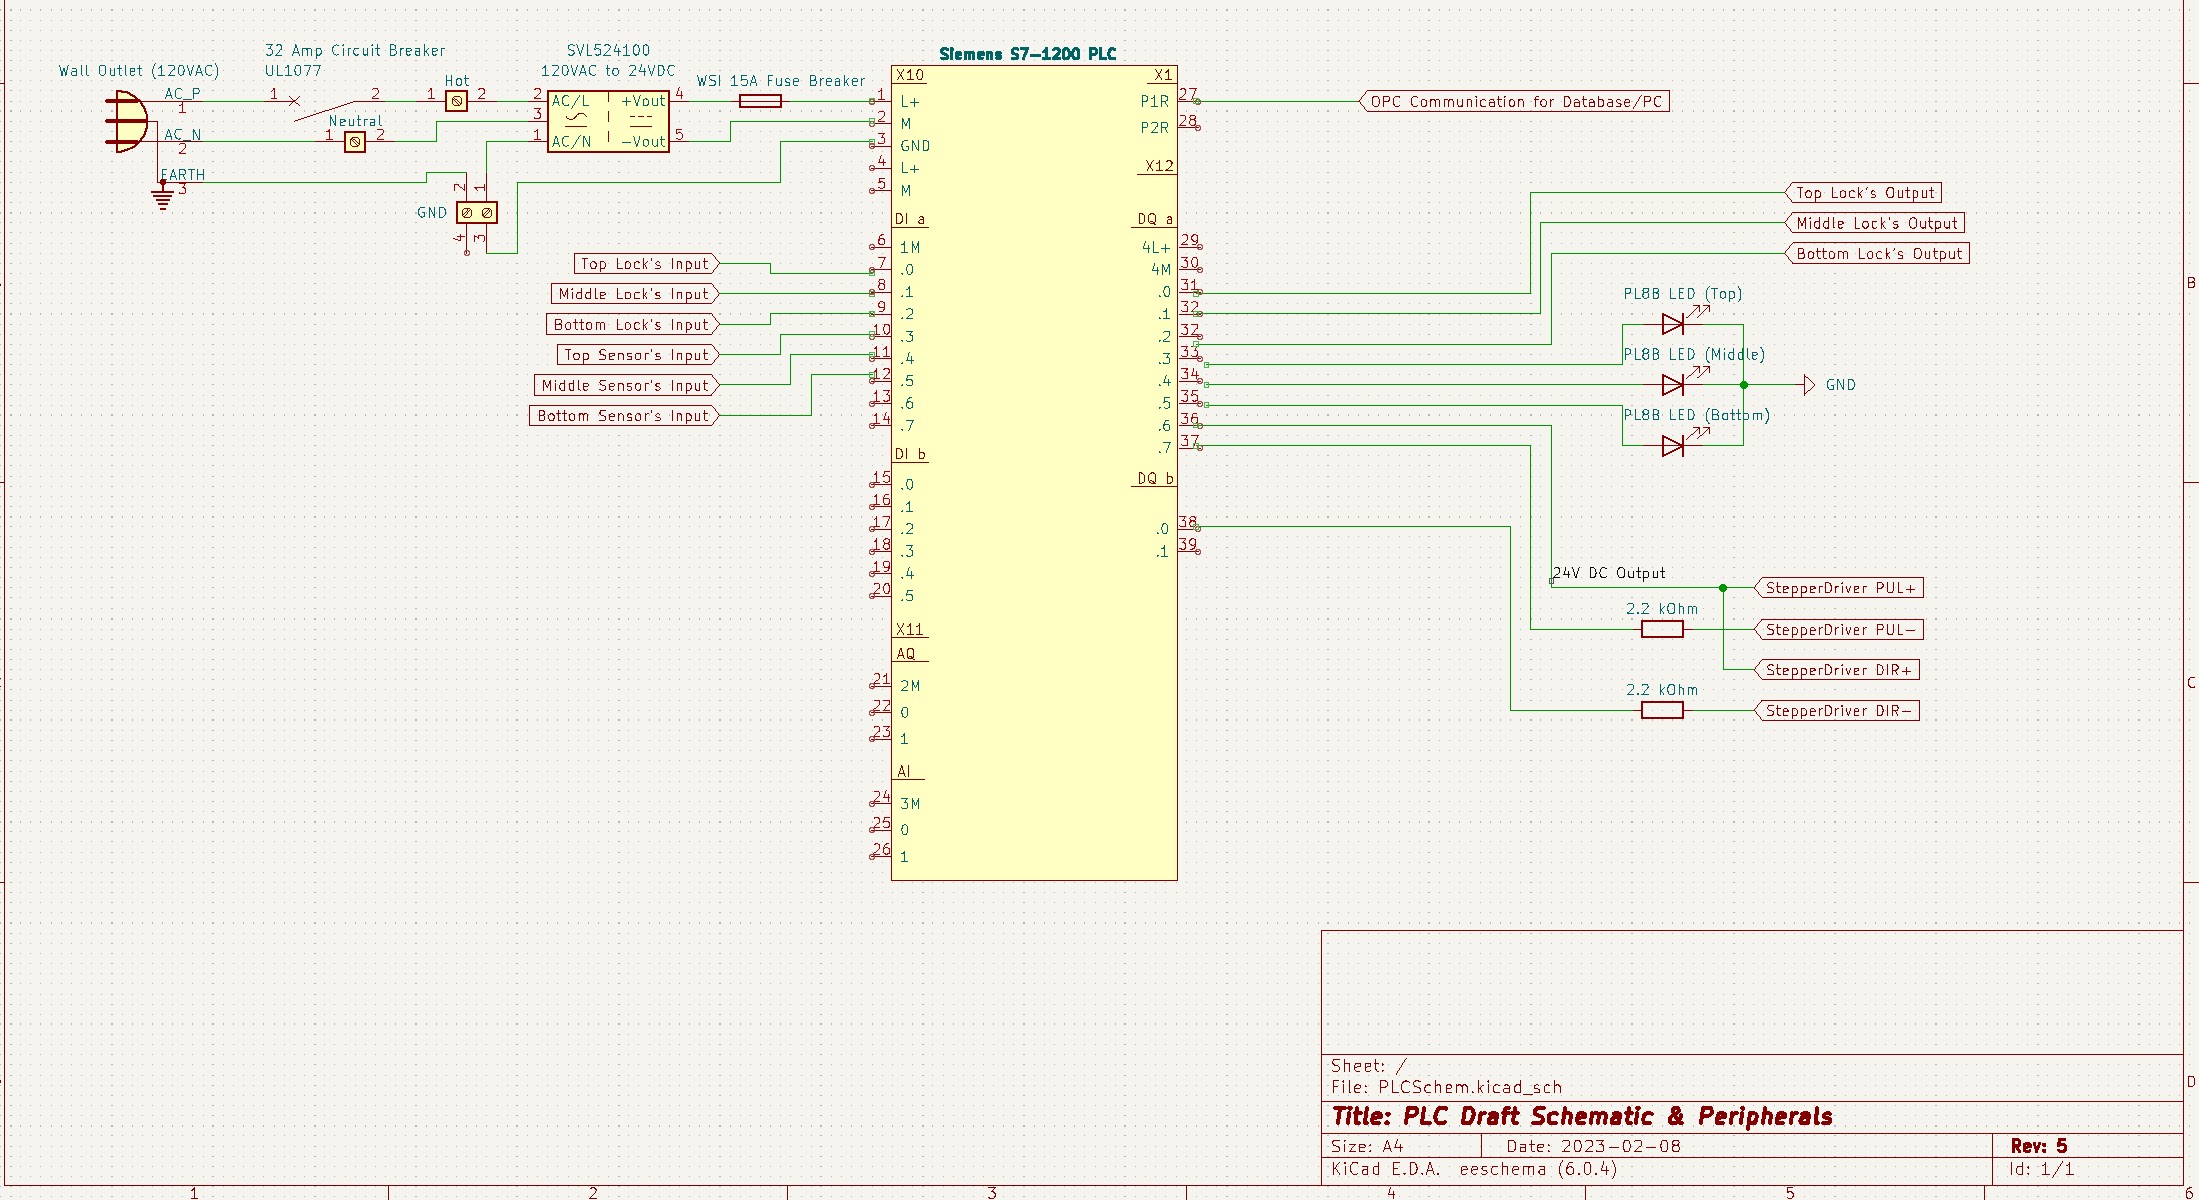 32 Amp Circuit Breaker
UL1077
Wall Outlet (120VAC)
AC_P
1
AC_N
2
EARTH
3
1
2
Hot
1
2
Neutral
1
2
SVL524100
120VAC to 24VDC
2
AC/L
+Vout
4
3
1
AC/N
-Vout
5
GND
2
1
4
3
WSI 15A Fuse Breaker
Siemens S7-1200 PLC
X10
1 L+
2 M
3 GND
4 L+
5 M
DI a
6 1M
7 .0
8 .1
9 .2
10 .3
11 .4
12 .5
13 .6
14 .7
DI b
15 .0
16 .1
17 .2
18 .3
19 .4
20 .5
X11
AQ
21 2M
22 0
23 1
AI
24 3M
25 0
26 1
X1
P1R 27
P2R 28
X12
DQ a
4L+ 29
4M 30
.0 31
.1 32
.2 32
.3 33
.4 34
.5 35
.6 36
.7 37
DQ b
.0 38
.1 39
Top Lock's Input
Middle Lock's Input
Bottom Lock's Input
Top Sensor's Input
Middle Sensor's Input
Bottom Sensor's Input
OPC Communication for Database/PC
Top Lock's Output
Middle Lock's Output
Bottom Lock's Output
PL8B LED (Top)
PL8B LED (Middle)
PL8B LED (Bottom)
GND
24V DC Output
StepperDriver PUL+
2.2 kOhm
StepperDriver PUL-
StepperDriver DIR+
2.2 kOhm
StepperDriver DIR-
Sheet: /
File: PLCSchem.kicad_sch
Title: PLC Draft Schematic & Peripherals
Size: A4
Date: 2023-02-08
Rev: 5
KiCad E.D.A. eeschema (6.0.4)
Id: 1/1
B
C
D
1
2
3
4
5
6